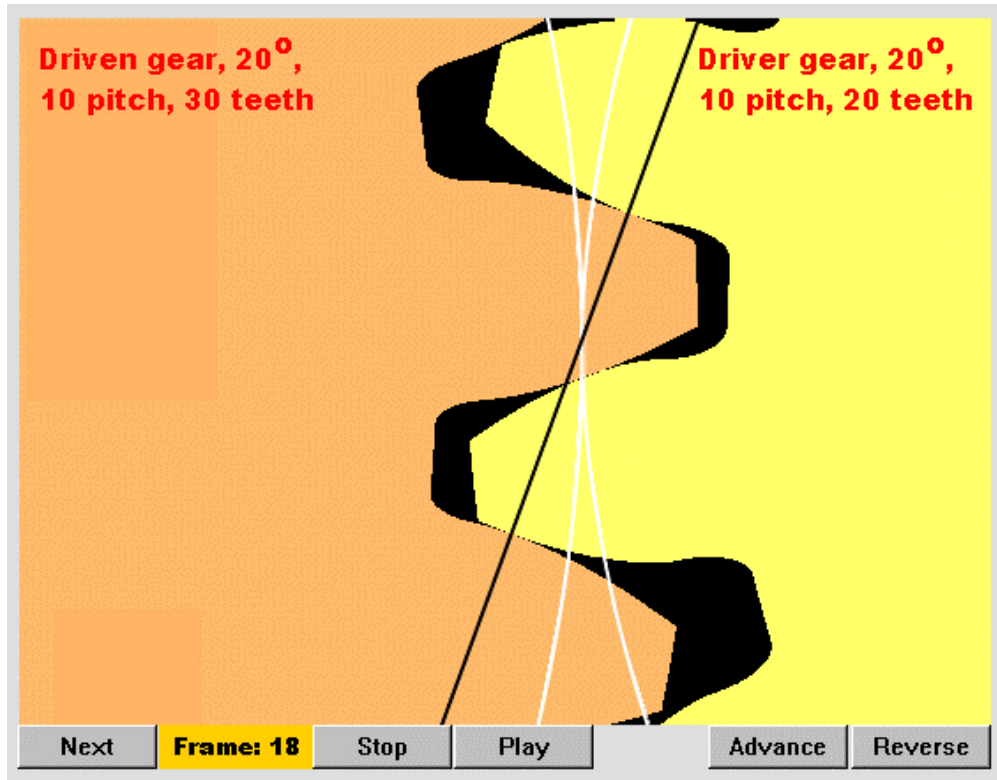 Driven gear, 20°,
10 pitch, 30 teeth
Driver gear, 20°,
10 pitch, 20 teeth
Next Frame: 18 Stop Play Advance Reverse